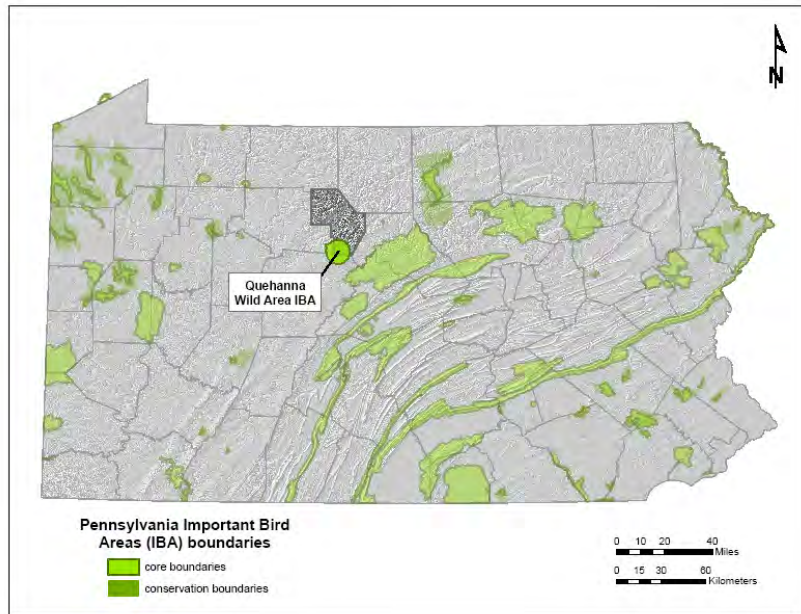 N
Quehanna
Wild Area IBA
Pennsylvania Important Bird
Areas (IBA) boundaries
core boundaries
conservation boundaries
0 10 20 40
Miles
0 15 30 60
Kilometers